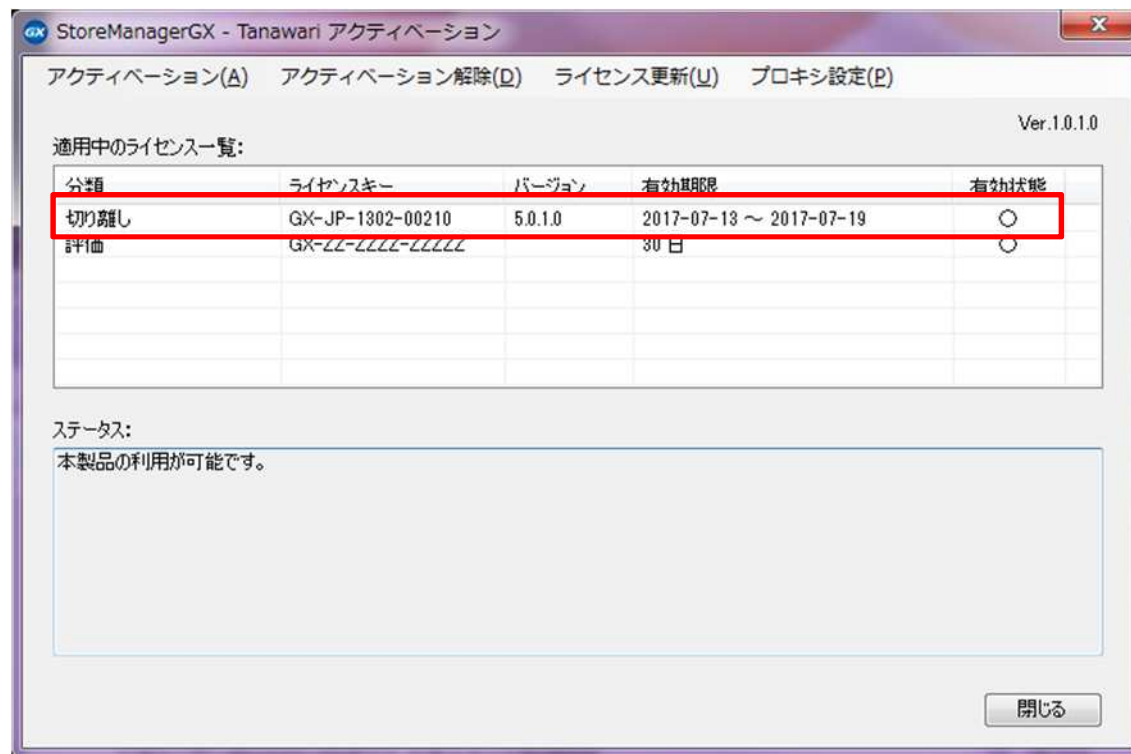 GX StoreManagerGX - Tanawari アクティベーション
アクティベーション(A) アクティベーション解除(D) ライセンス更新(U) プロキシ設定(P)
Ver.1.0.1.0
適用中のライセンス一覧:
分類 ライセンスキー バージョン 有効期限 有効状態
切り離し GX-JP-1302-00210 5.0.1.0 2017-07-13 ～ 2017-07-19 ○
評価 GX-ZZ-ZZZZ-ZZZZZ 30 日 ○
ステータス:
本製品の利用が可能です。
閉じる